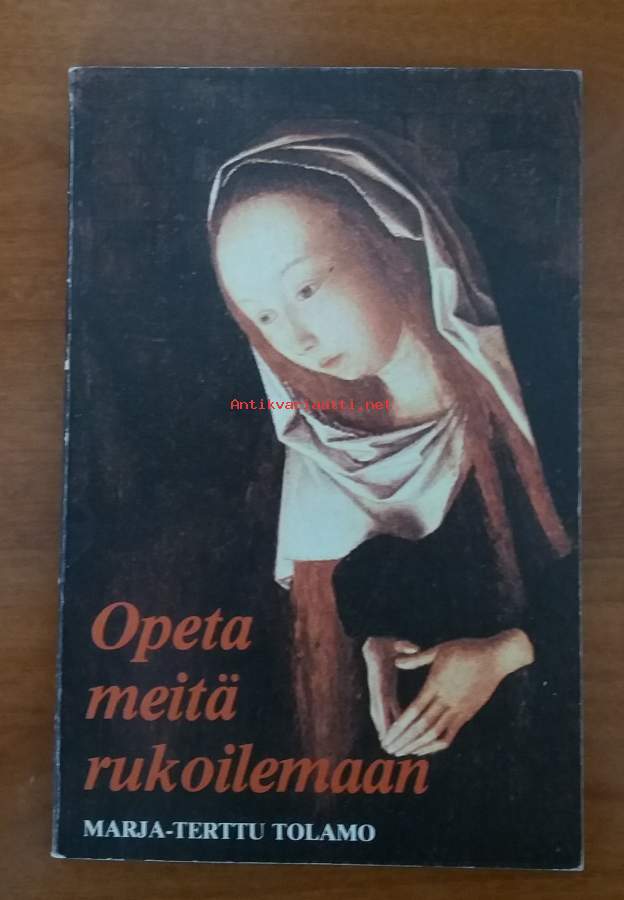 Antikvariaatti.net
Opeta
meitä
rukoilemaan
MARJA-TERTTU TOLAMO